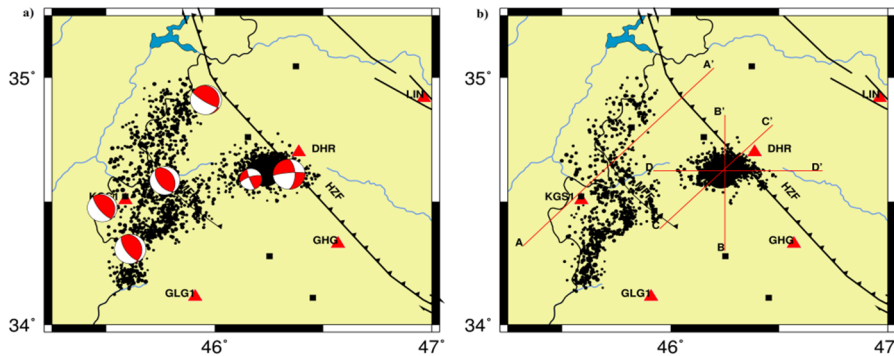 a)
35°
LIN
DHR
KGS1
HZF
GHG
GLG1
34°
46°
47°
b)
A'
35°
LIN
B'
C'
DHR
D
D'
KGS1
HZF
C
A
B
GHG
GLG1
34°
46°
47